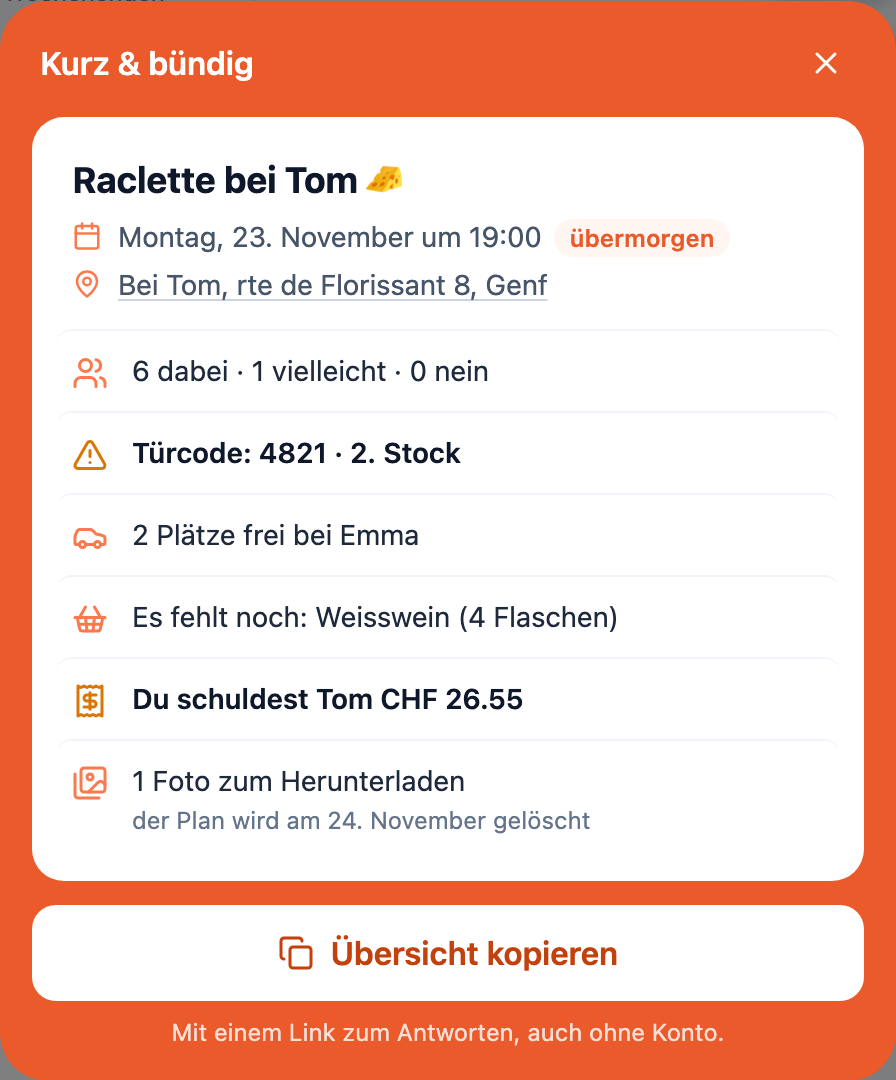 Kurz & bündig
Raclette bei Tom 🧀
Montag, 23. November um 19:00 übermorgen
Bei Tom, rte de Florissant 8, Genf
6 dabei · 1 vielleicht · 0 nein
Türcode: 4821 · 2. Stock
2 Plätze frei bei Emma
Es fehlt noch: Weisswein (4 Flaschen)
Du schuldest Tom CHF 26.55
1 Foto zum Herunterladen
der Plan wird am 24. November gelöscht
Übersicht kopieren
Mit einem Link zum Antworten, auch ohne Konto.